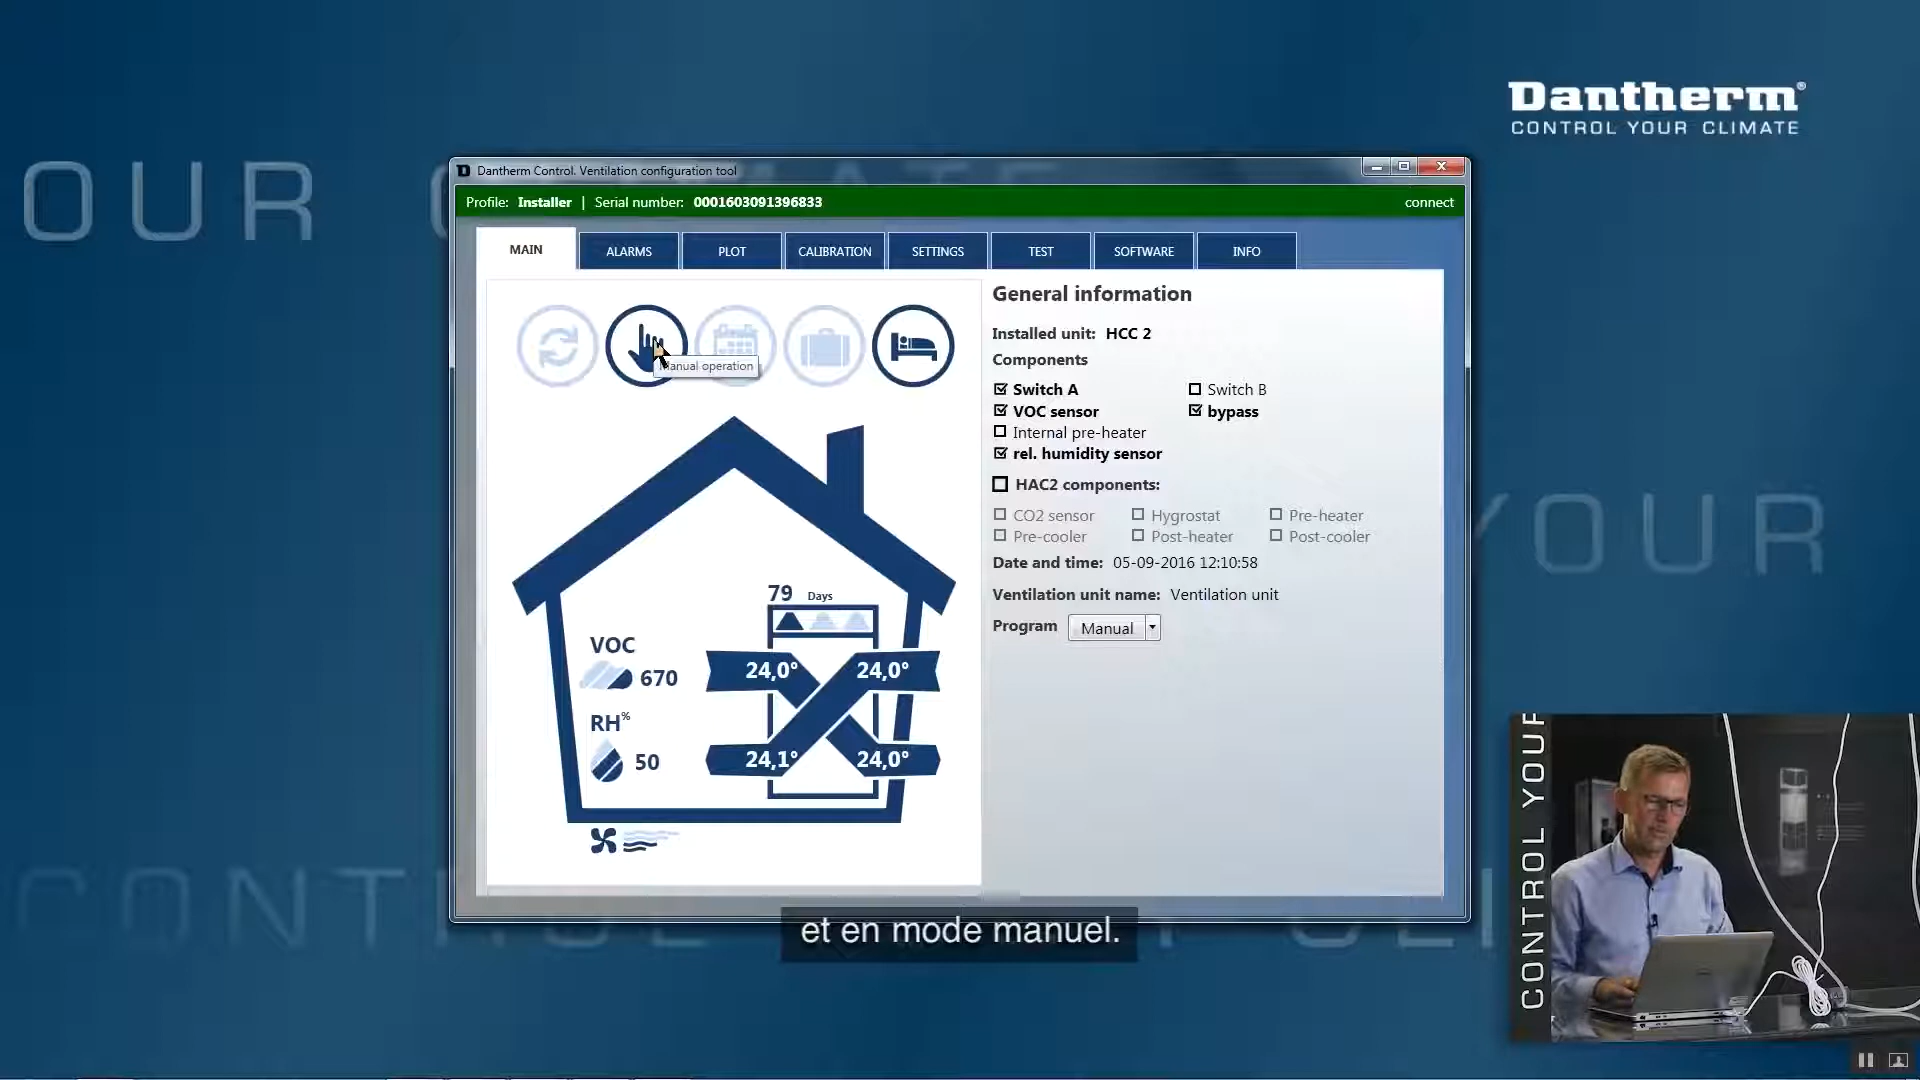 Dantherm®
CONTROL YOUR CLIMATE
OUR
YOUR
CONTROL
Dantherm Control. Ventilation configuration tool
Profile: Installer | Serial number: 0001603091396833
connect
MAIN ALARMS PLOT CALIBRATION SETTINGS TEST SOFTWARE INFO
Manual operation
79 Days
VOC
670
24,0° 24,0°
RH%
50
24,1° 24,0°
General information
Installed unit: HCC 2
Components
Switch A Switch B
VOC sensor bypass
Internal pre-heater
rel. humidity sensor
HAC2 components:
CO2 sensor Hygrostat Pre-heater
Pre-cooler Post-heater Post-cooler
Date and time: 05-09-2016 12:10:58
Ventilation unit name: Ventilation unit
Program Manual
et en mode manuel.
CONTROL YOUR